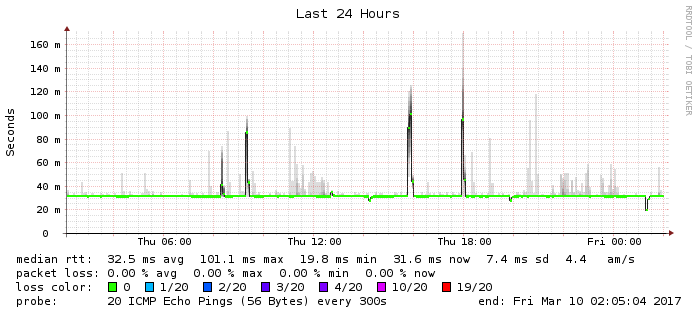 Last 24 Hours
RRDTOOL / TOBI OETIKER
Seconds
160 m
140 m
120 m
100 m
80 m
60 m
40 m
20 m
0
Thu 06:00 Thu 12:00 Thu 18:00 Fri 00:00
median rtt: 32.5 ms avg 101.1 ms max 19.8 ms min 31.6 ms now 7.4 ms sd 4.4 am/s
packet loss: 0.00 % avg 0.00 % max 0.00 % min 0.00 % now
loss color: 0 1/20 2/20 3/20 4/20 10/20 19/20
probe: 20 ICMP Echo Pings (56 Bytes) every 300s end: Fri Mar 10 02:05:04 2017